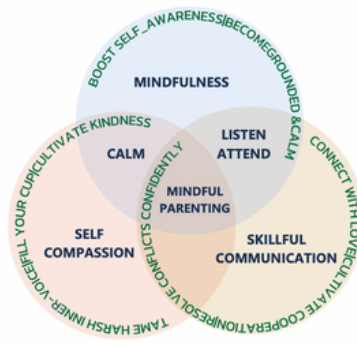 BOOST SELF_AWARENESS|BECOMEGROUNDED &CALM
MINDFULNESS
FILL YOUR CUP|CULTIVATE KINDNESS
CALM
LISTEN
ATTEND
MINDFUL
PARENTING
SELF
COMPASSION
SKILLFUL
COMMUNICATION
TAME HARSH INNER-VOICE|
CONNECT WITH LOVE|CULTIVATE COOPERATION|RESOLVE CONFLICTS CONFIDENTLY